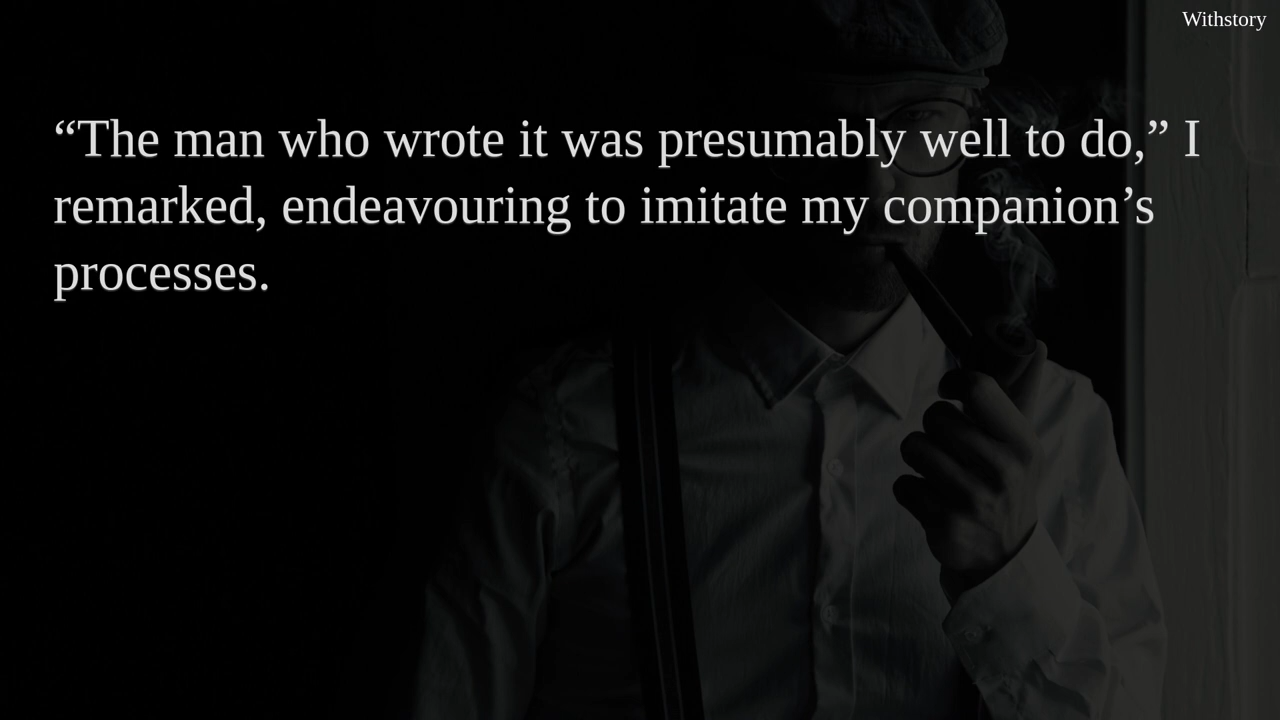 Withstory
“The man who wrote it was presumably well to do,” I
remarked, endeavouring to imitate my companion’s
processes.